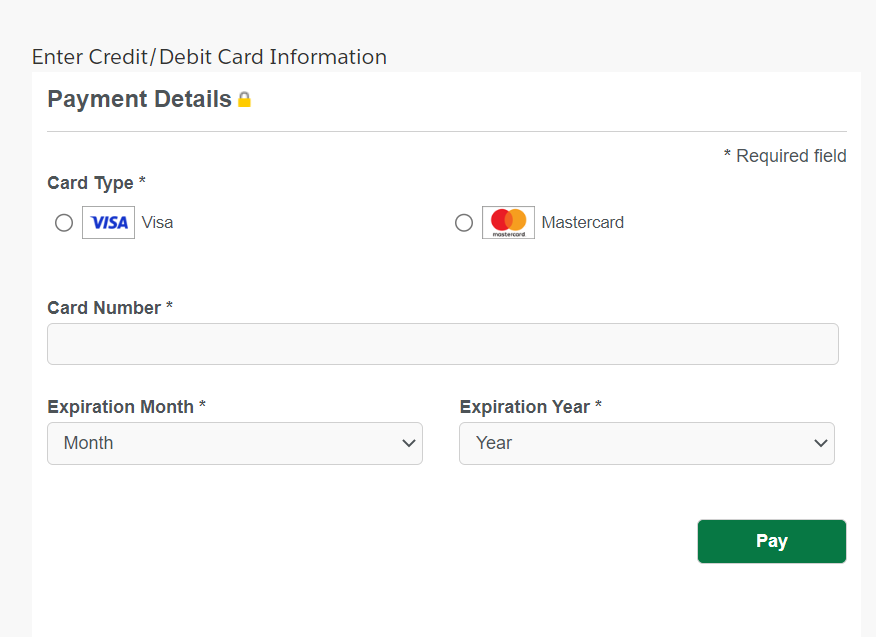 Enter Credit/Debit Card Information
Payment Details
* Required field
Card Type *
VISA Visa
mastercard Mastercard
Card Number *
Expiration Month *
Expiration Year *
Month
Year
Pay